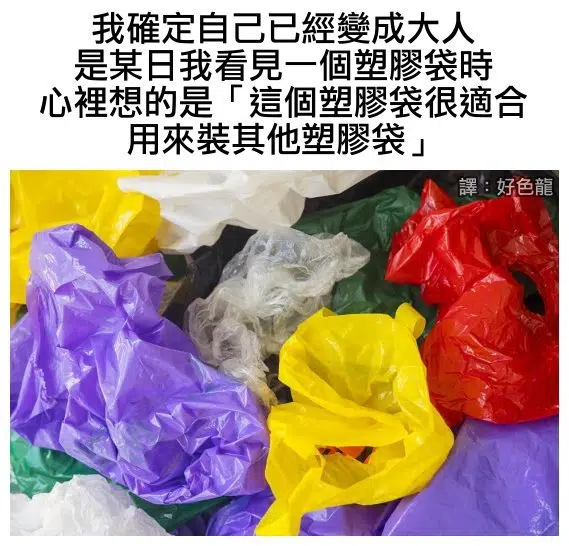 我確定自己已經變成大人
是某日我看見一個塑膠袋時
心裡想的是「這個塑膠袋很適合
用來裝其他塑膠袋」
譯：好色龍